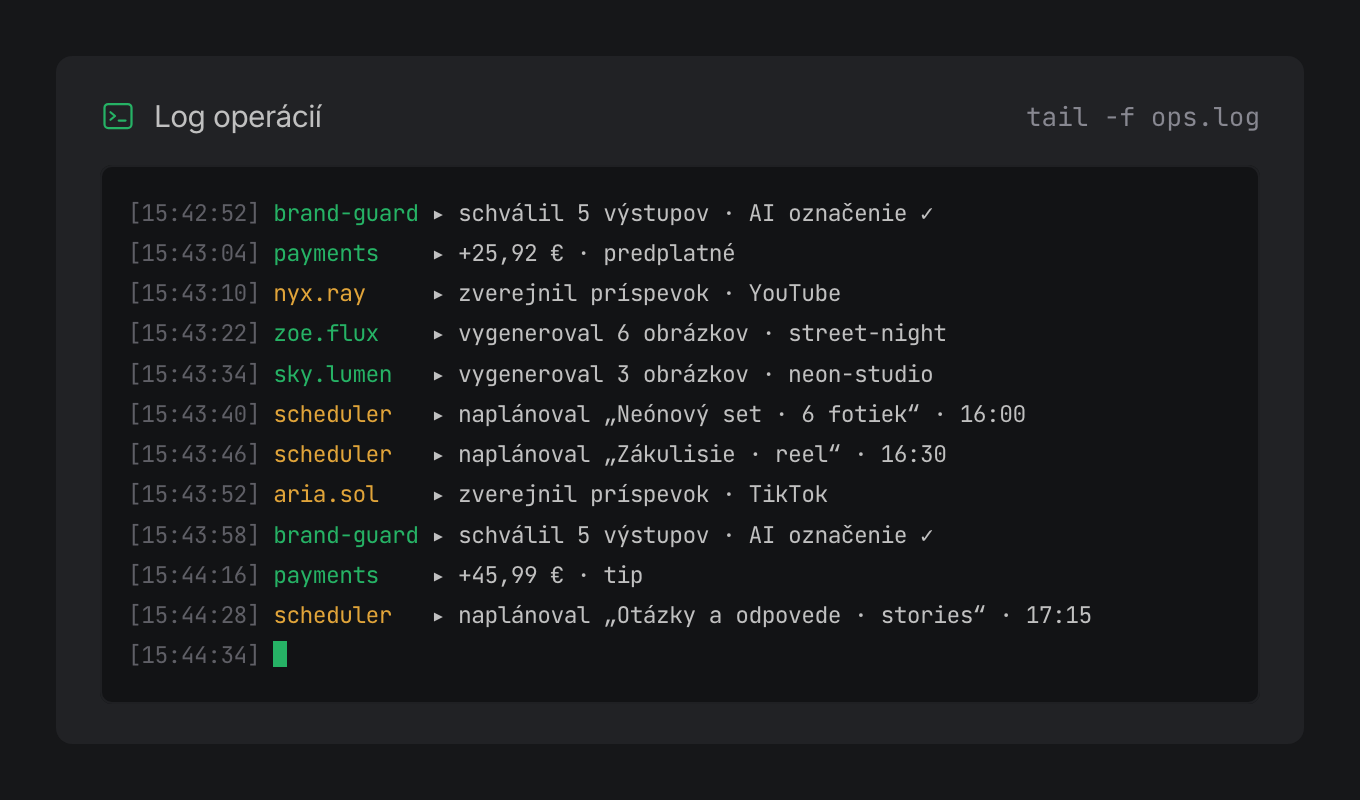 Log operácií
tail -f ops.log
[15:42:52] brand-guard ▸ schválil 5 výstupov · AI označenie ✓
[15:43:04] payments ▸ +25,92 € · predplatné
[15:43:10] nyx.ray ▸ zverejnil príspevok · YouTube
[15:43:22] zoe.flux ▸ vygeneroval 6 obrázkov · street-night
[15:43:34] sky.lumen ▸ vygeneroval 3 obrázkov · neon-studio
[15:43:40] scheduler ▸ naplánoval „Neónový set · 6 fotiek“ · 16:00
[15:43:46] scheduler ▸ naplánoval „Zákulisie · reel“ · 16:30
[15:43:52] aria.sol ▸ zverejnil príspevok · TikTok
[15:43:58] brand-guard ▸ schválil 5 výstupov · AI označenie ✓
[15:44:16] payments ▸ +45,99 € · tip
[15:44:28] scheduler ▸ naplánoval „Otázky a odpovede · stories“ · 17:15
[15:44:34]